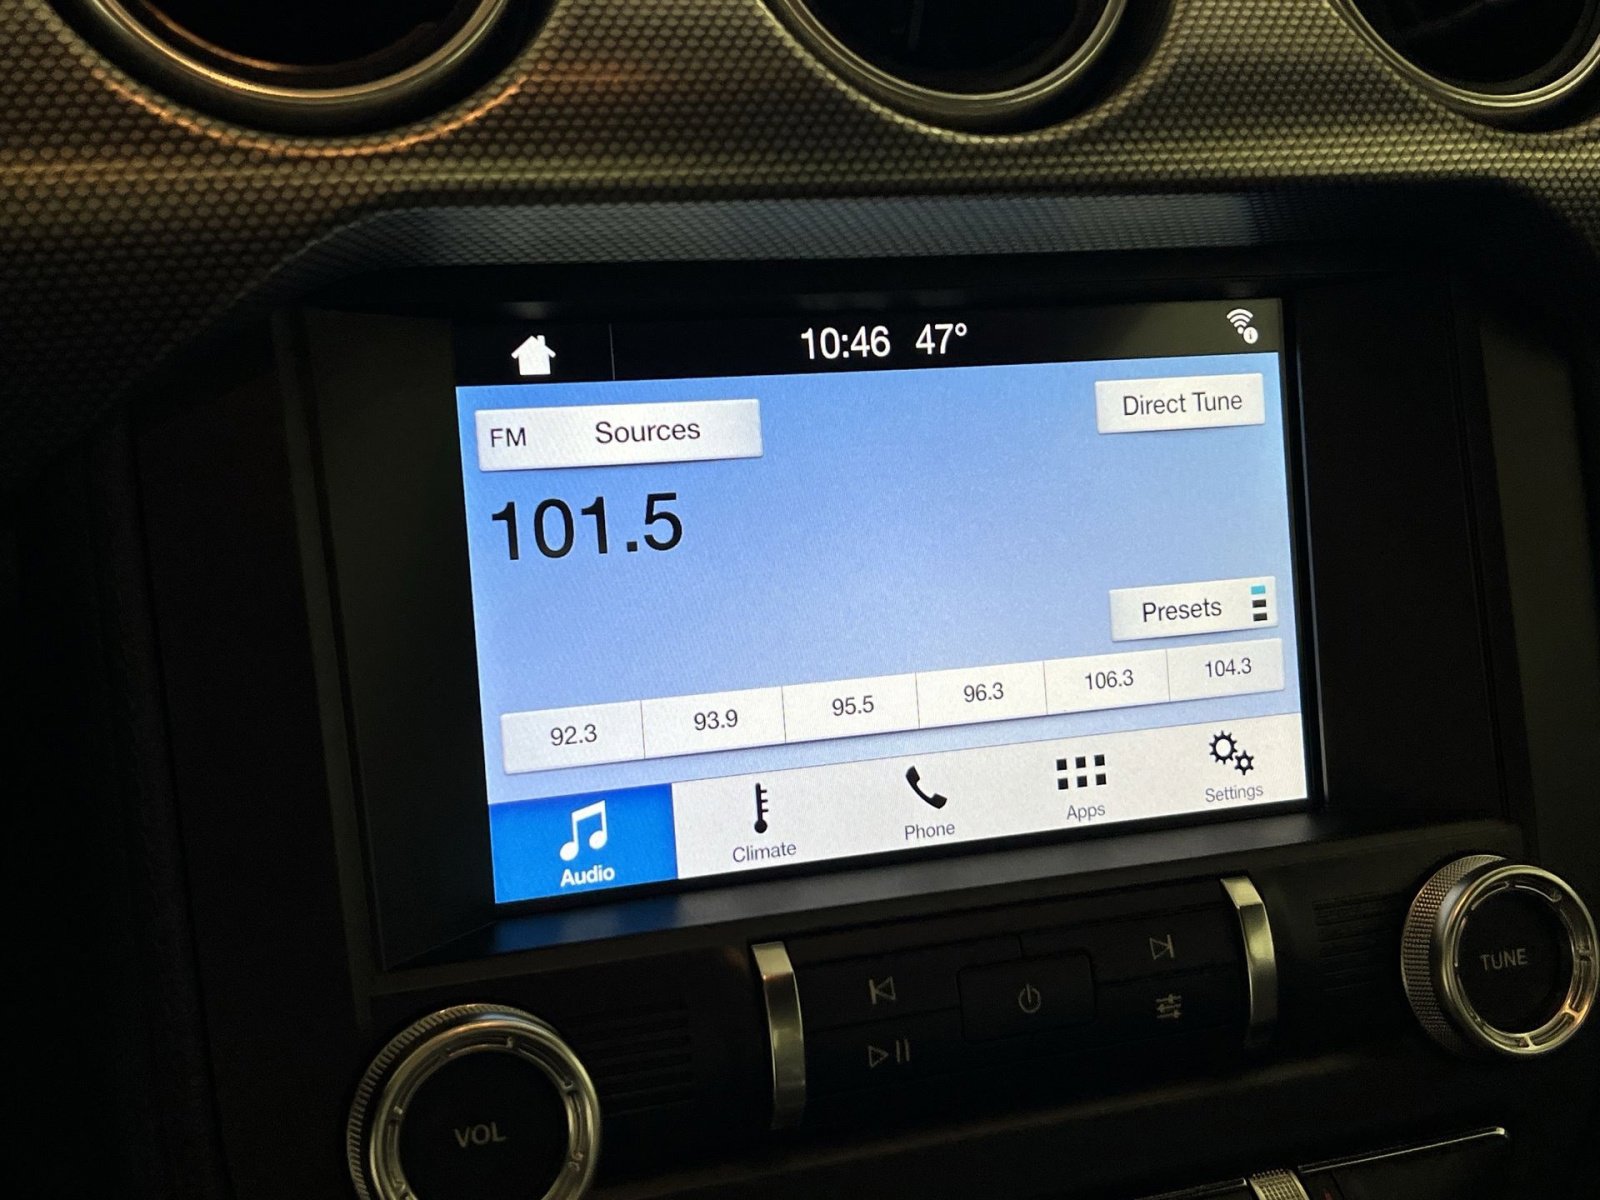 10:46 47°
FM Sources
Direct Tune
101.5
Presets
92.3 93.9 95.5 96.3 106.3 104.3
Audio Climate Phone Apps Settings
VOL
TUNE